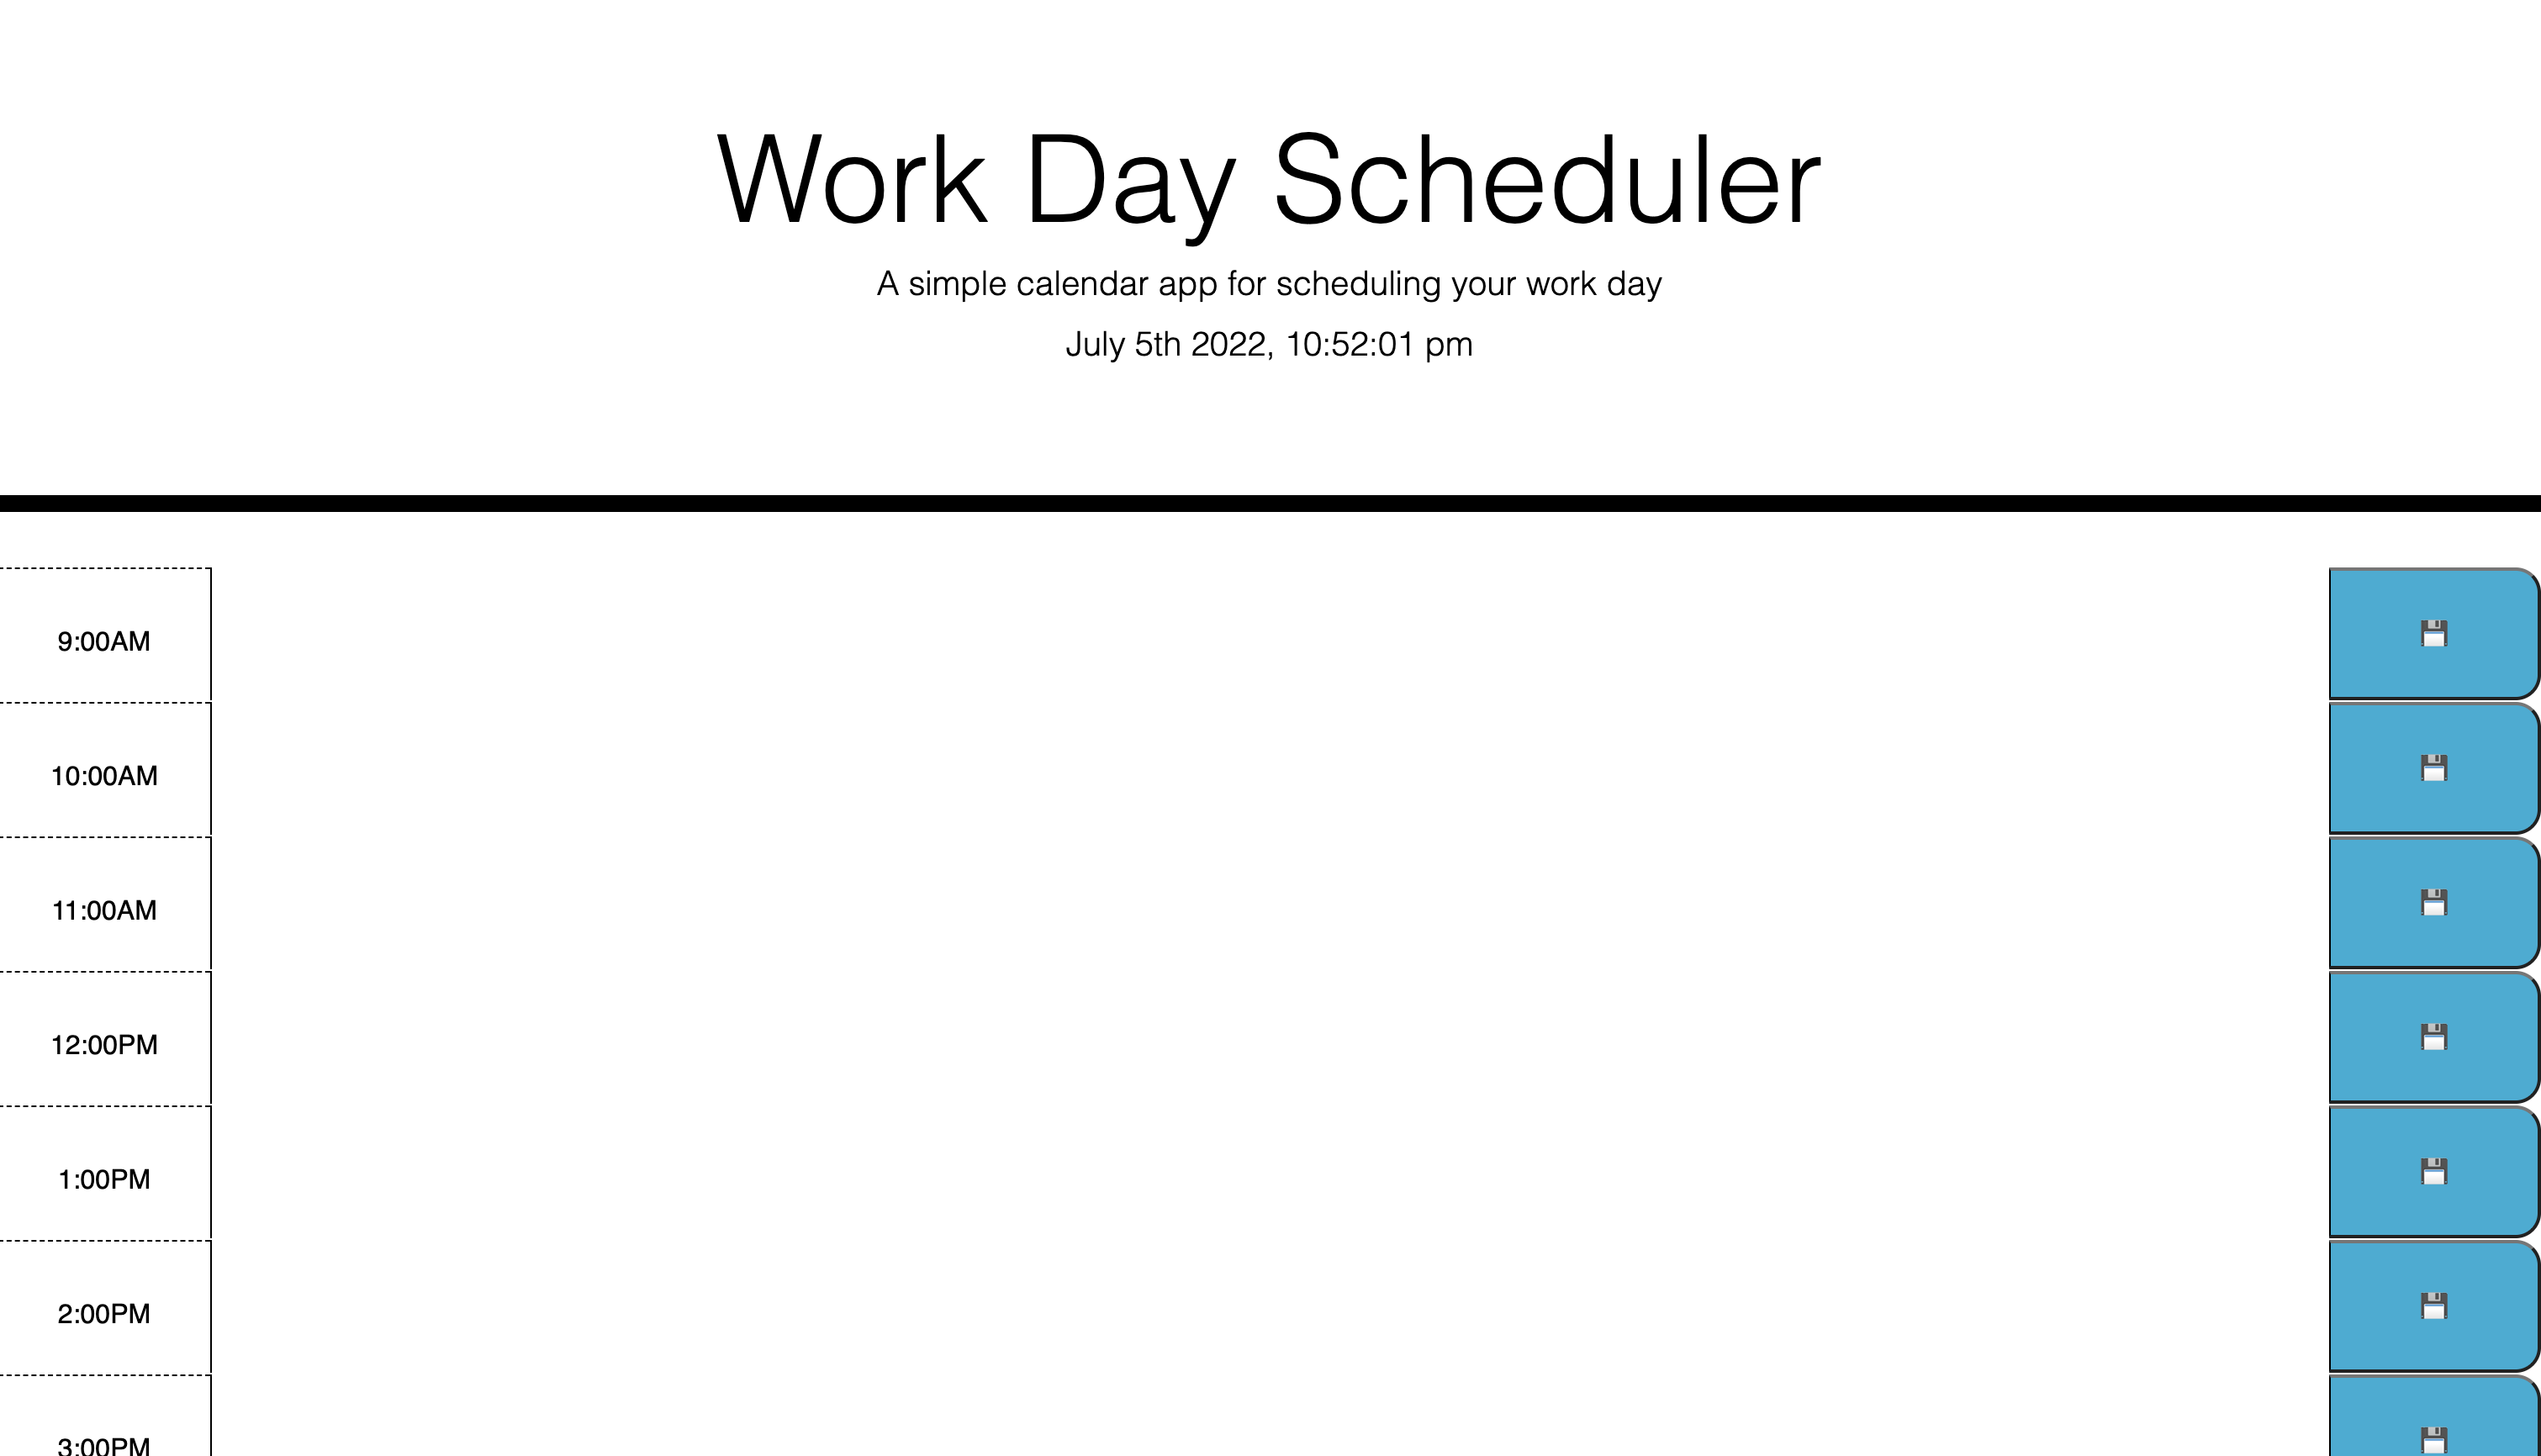 Work Day Scheduler
A simple calendar app for scheduling your work day
July 5th 2022, 10:52:01 pm
9:00AM
10:00AM
11:00AM
12:00PM
1:00PM
2:00PM
3:00PM